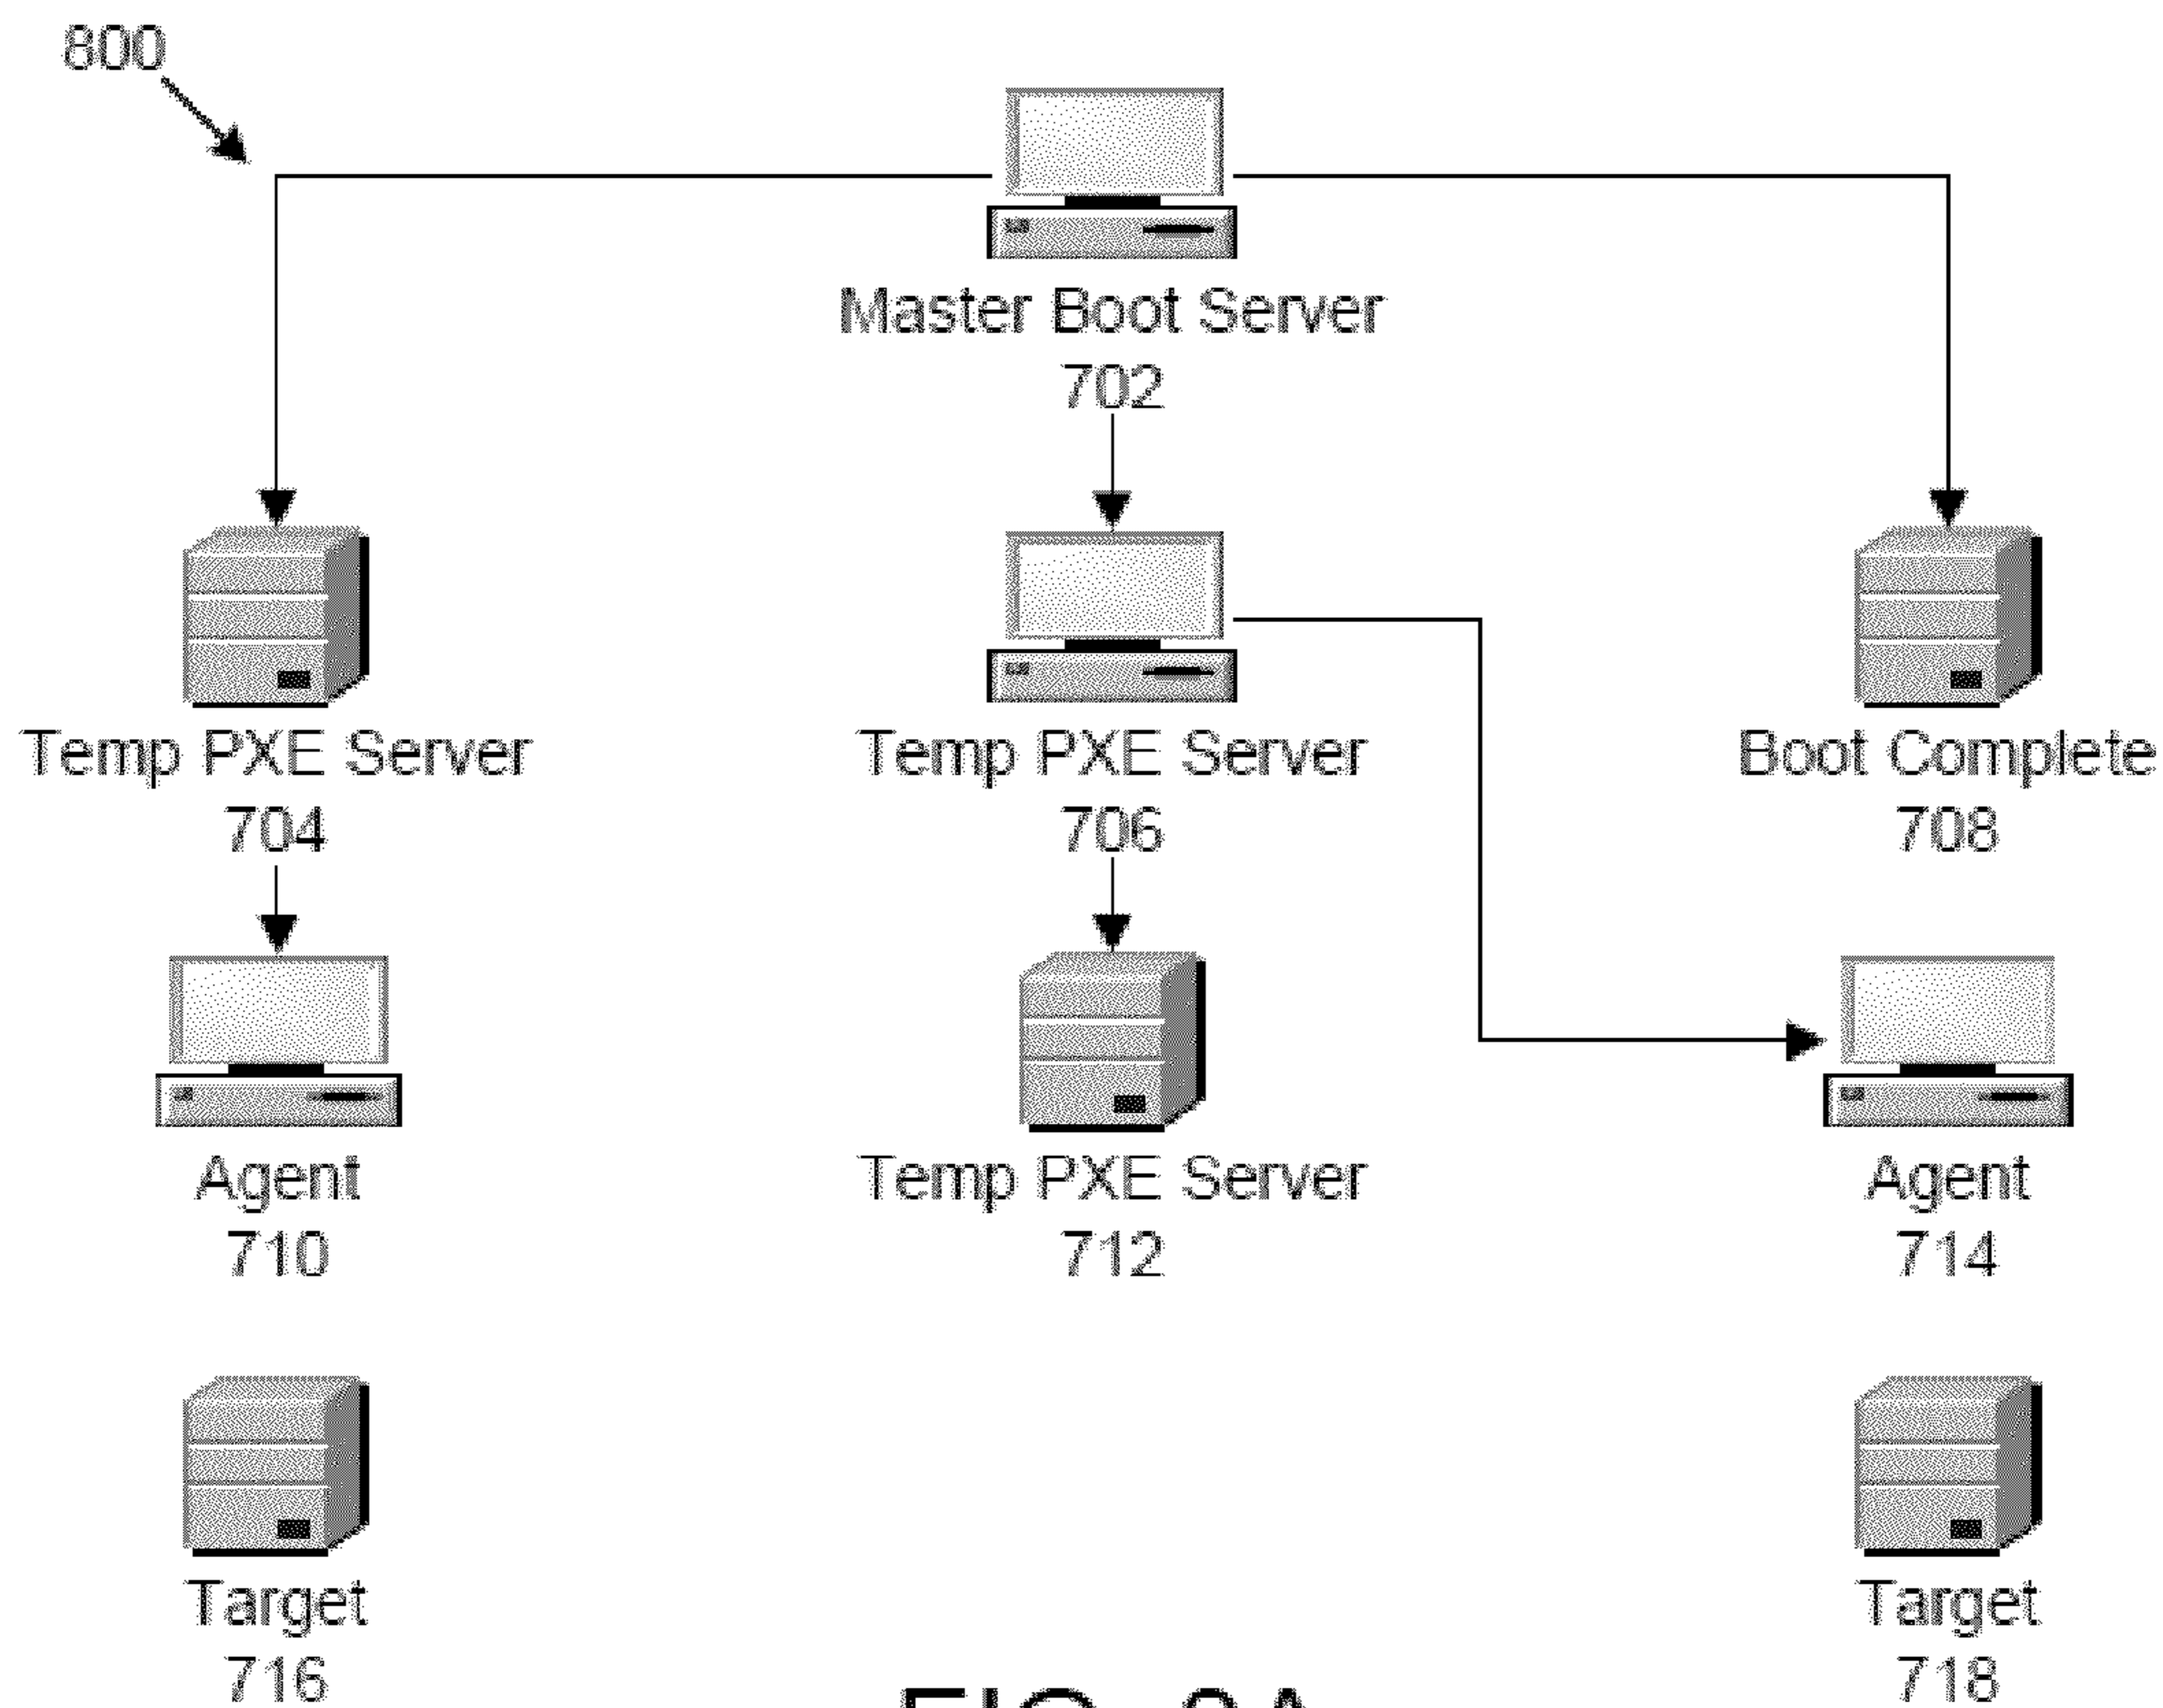 800
Master Boot Server
702
Temp PXE Server
704
Temp PXE Server
706
Boot Complete
708
Agent
710
Temp PXE Server
712
Agent
714
Target
716
Target
718